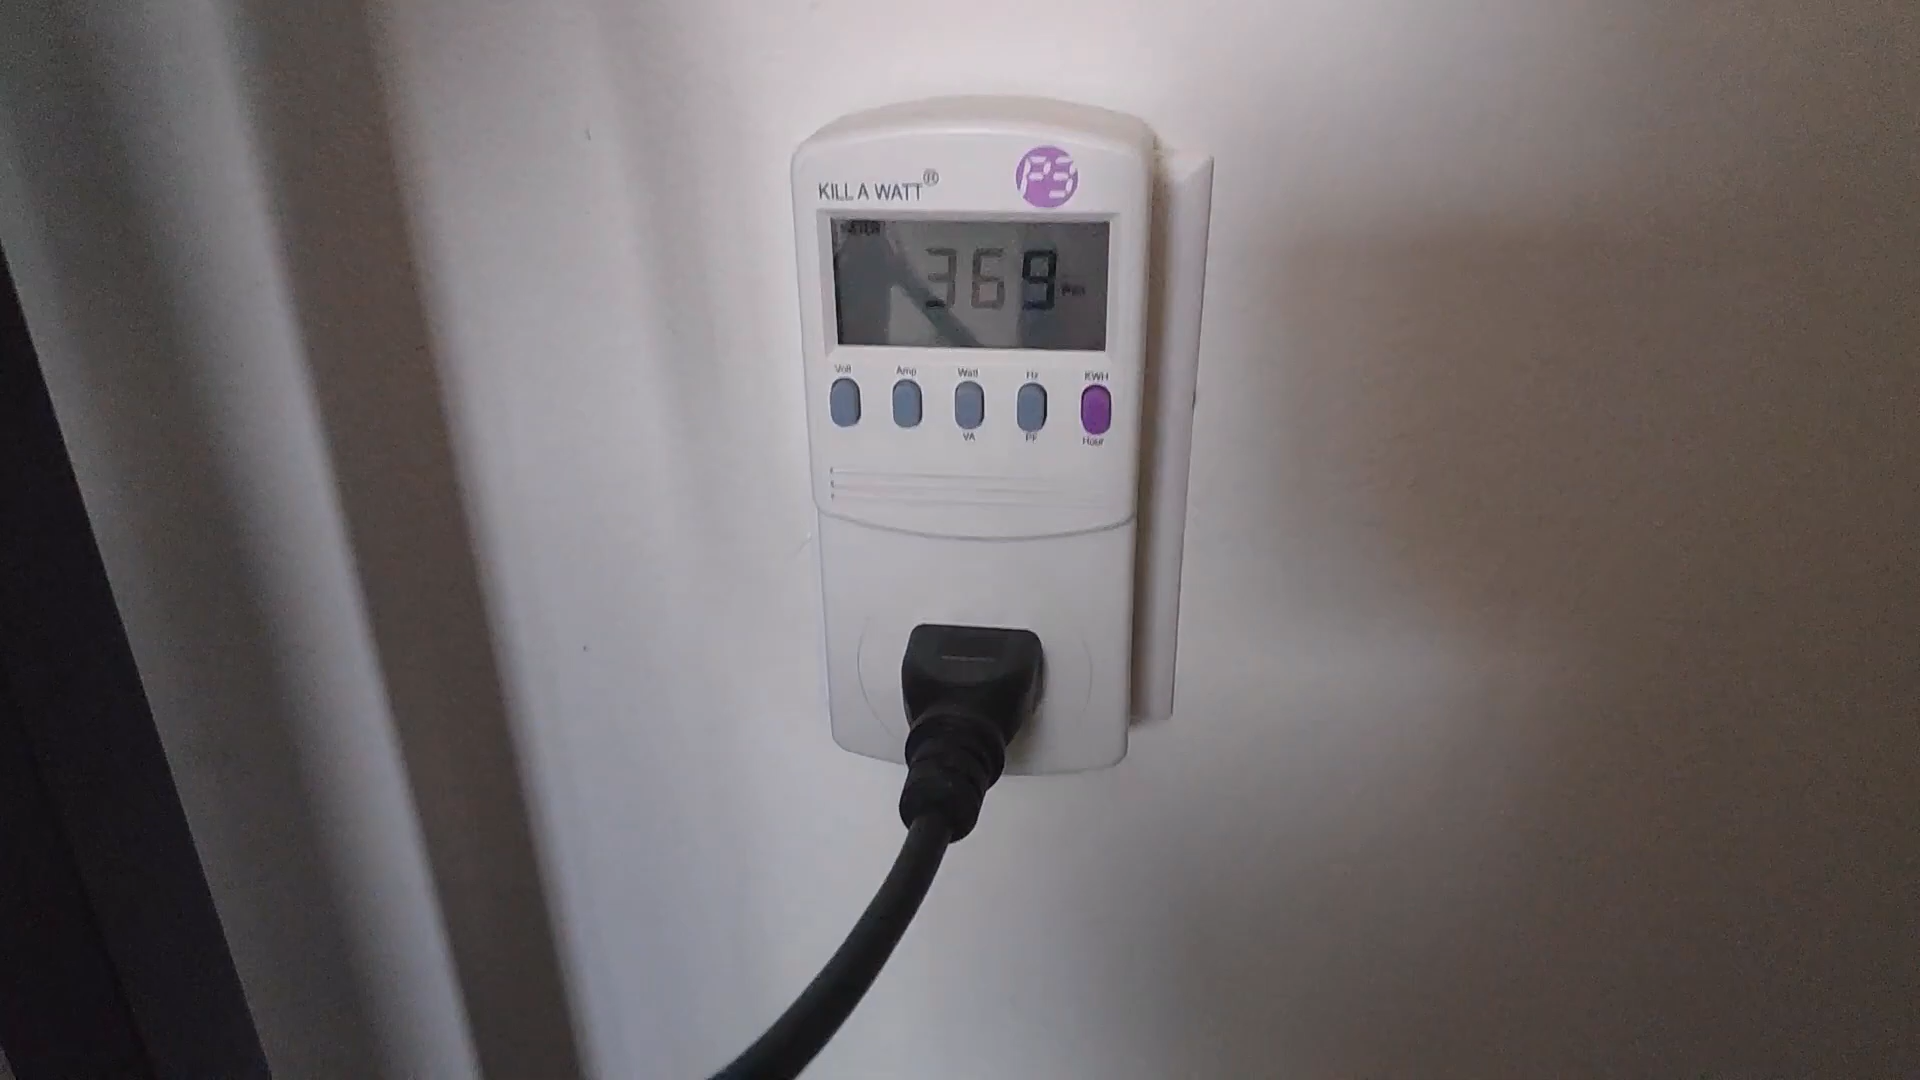 KILL A WATT®
P3
369
Volt Amp Watt Hz KWH
VA PF Hour